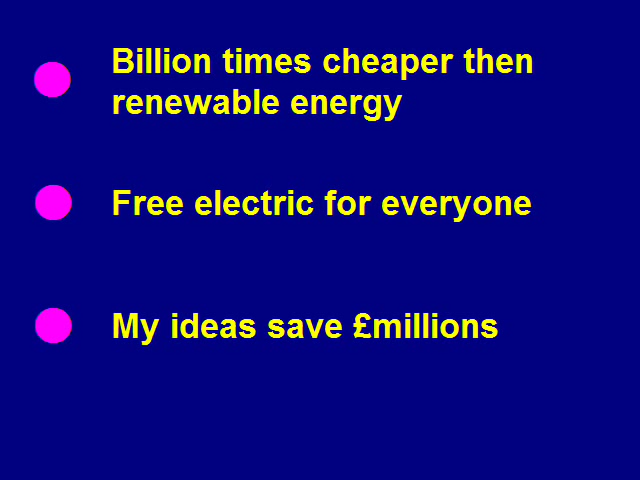 Billion times cheaper then
renewable energy
Free electric for everyone
My ideas save £millions